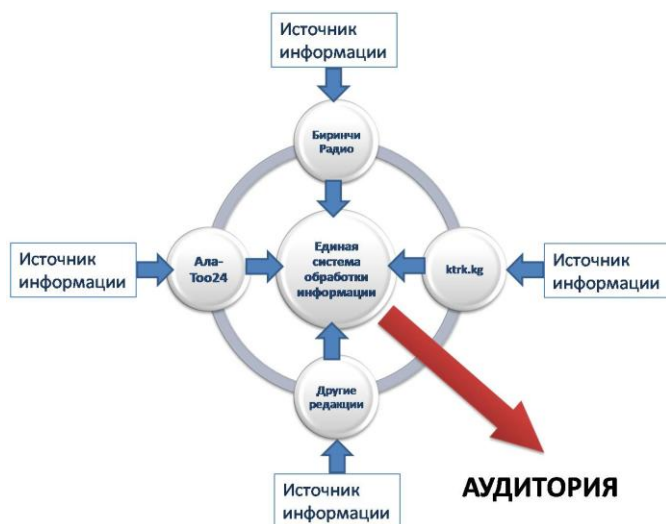 Источник
информации
Биринчи
Радио
Источник
информации
Ала-
Тоо24
Единая
система
обработки
информации
ktrk.kg
Источник
информации
Другие
редакции
Источник
информации
АУДИТОРИЯ